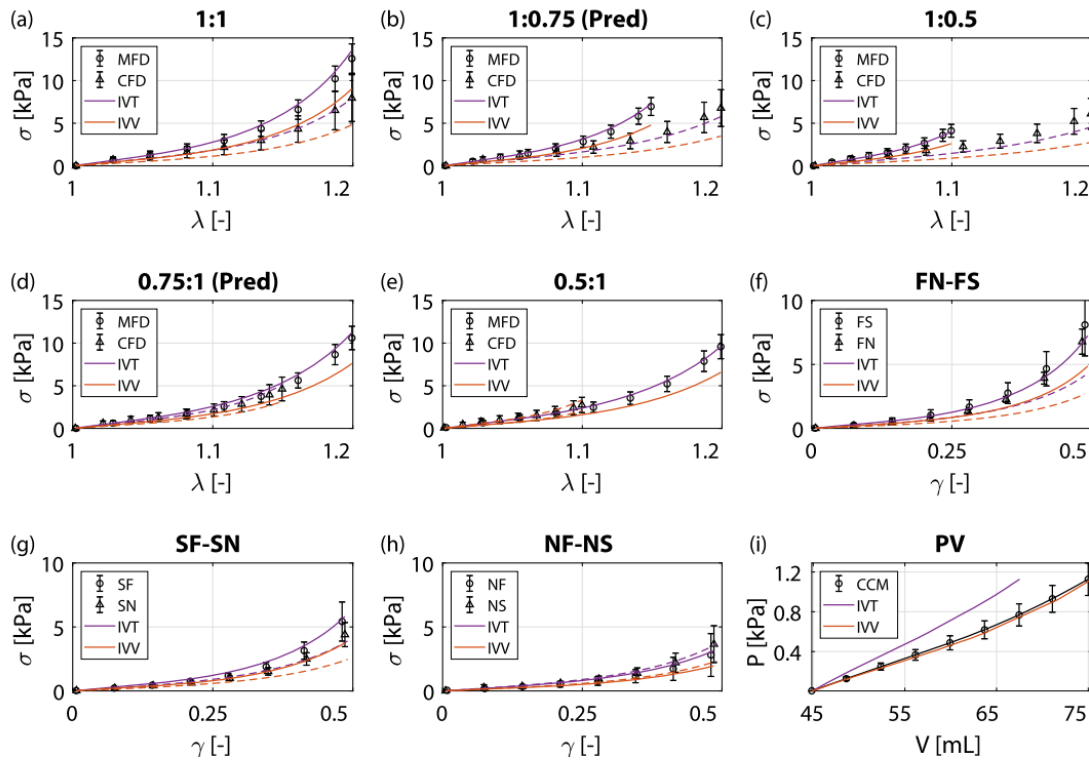 (a) 1:1
15
10
5
0
σ [kPa]
MFD
CFD
IVT
IVV
1 1.1 1.2
λ [-]
(b) 1:0.75 (Pred)
15
10
5
0
σ [kPa]
MFD
CFD
IVT
IVV
1 1.1 1.2
λ [-]
(c) 1:0.5
15
10
5
0
σ [kPa]
MFD
CFD
IVT
IVV
1 1.1 1.2
λ [-]
(d) 0.75:1 (Pred)
15
10
5
0
σ [kPa]
MFD
CFD
IVT
IVV
1 1.1 1.2
λ [-]
(e) 0.5:1
15
10
5
0
σ [kPa]
MFD
CFD
IVT
IVV
1 1.1 1.2
λ [-]
(f) FN-FS
10
5
0
σ [kPa]
FS
FN
IVT
IVV
0 0.25 0.5
γ [-]
(g) SF-SN
10
5
0
σ [kPa]
SF
SN
IVT
IVV
0 0.25 0.5
γ [-]
(h) NF-NS
10
5
0
σ [kPa]
NF
NS
IVT
IVV
0 0.25 0.5
γ [-]
(i) PV
1.2
0.8
0.4
P [kPa]
CCM
IVT
IVV
45 55 65 75
V [mL]